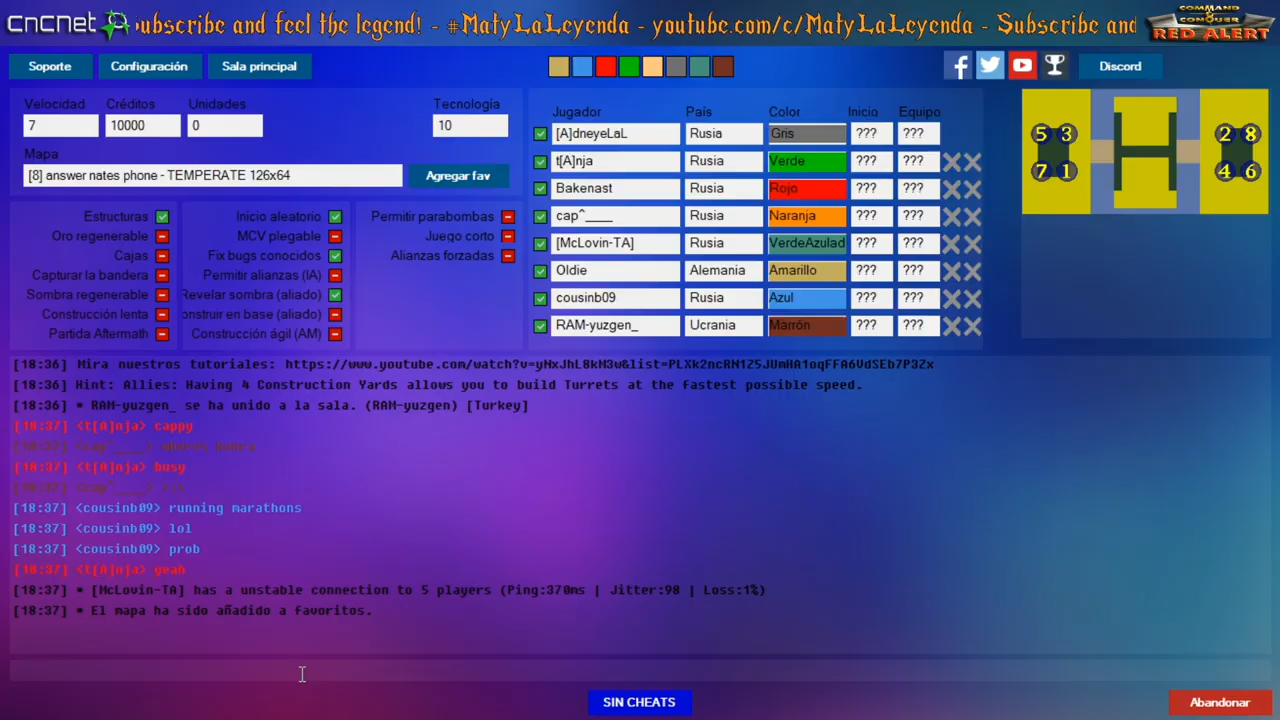 cncnet
ubscribe and feel the legend! - #MatyLaLeyenda - youtube.com/c/MatyLaLeyenda - Subscribe and
COMMAND & CONQUER
RED ALERT
Soporte
Configuración
Sala principal
Discord
Velocidad
Créditos
Unidades
Tecnología
7
10000
0
10
Mapa
[8] answer nates phone - TEMPERATE 126x64
Agregar fav
Estructuras
Oro regenerable
Cajas
Capturar la bandera
Sombra regenerable
Construcción lenta
Partida Aftermath
Inicio aleatorio
MCV plegable
Fix bugs conocidos
Permitir alianzas (IA)
Revelar sombra (aliado)
onstruir en base (aliado)
Construcción ágil (AM)
Permitir parabombas
Juego corto
Alianzas forzadas
Jugador País Color Inicio Equipo
[A]dneyeLaL Rusia Gris ??? ???
t[A]nja Rusia Verde ??? ???
Bakenast Rusia Rojo ??? ???
cap^____ Rusia Naranja ??? ???
[McLovin-TA] Rusia VerdeAzulad ??? ???
Oldie Alemania Amarillo ??? ???
cousinb09 Rusia Azul ??? ???
RAM-yuzgen_ Ucrania Marrón ??? ???
5 3 2 8
7 1 4 6
[18:36] Mira nuestros tutoriales: https://www.youtube.com/watch?v=yNxJhL8kN3w&list=PLXk2ncRN1Z5JUmHA1oqFFA6VdSEb7P3Zx
[18:36] Hint: Allies: Having 4 Construction Yards allows you to build Turrets at the fastest possible speed.
[18:36] * RAM-yuzgen_ se ha unido a la sala. (RAM-yuzgen) [Turkey]
[18:37] <t[A]nja> cappy
[18:37] <cap^____>
[18:37] <t[A]nja> busy
[18:37] <cap^____>
[18:37] <cousinb09> running marathons
[18:37] <cousinb09> lol
[18:37] <cousinb09> prob
[18:37] <t[A]nja> yeah
[18:37] * [McLovin-TA] has a unstable connection to 5 players (Ping:370ms | Jitter:98 | Loss:1%)
[18:37] * El mapa ha sido añadido a favoritos.
SIN CHEATS
Abandonar